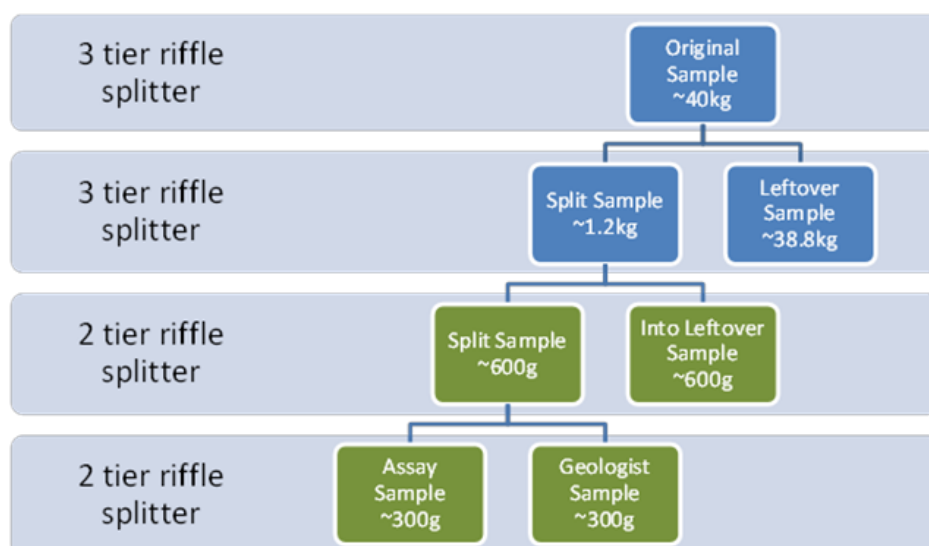 3 tier riffle
splitter
Original
Sample
~40kg
3 tier riffle
splitter
Split Sample
~1.2kg
Leftover
Sample
~38.8kg
2 tier riffle
splitter
Split Sample
~600g
Into Leftover
Sample
~600g
2 tier riffle
splitter
Assay
Sample
~300g
Geologist
Sample
~300g